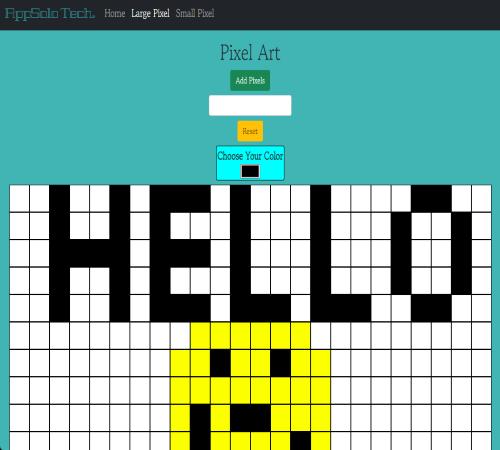 AppSolo Tech.
Home Large Pixel Small Pixel
Pixel Art
Add Pixels
Reset
Choose Your Color
HELLO